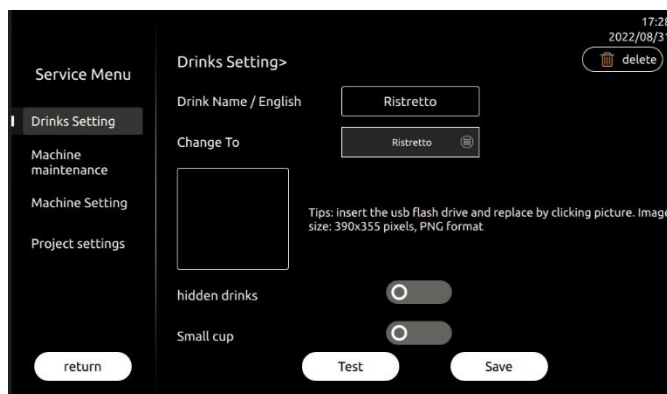 17:28
2022/08/31
delete
Service Menu
Drinks Setting
Machine
maintenance
Machine Setting
Project settings
return
Drinks Setting>
Drink Name / English
Ristretto
Change To
Ristretto
Tips: insert the usb flash drive and replace by clicking picture. Image
size: 390x355 pixels, PNG format
hidden drinks
Small cup
Test
Save